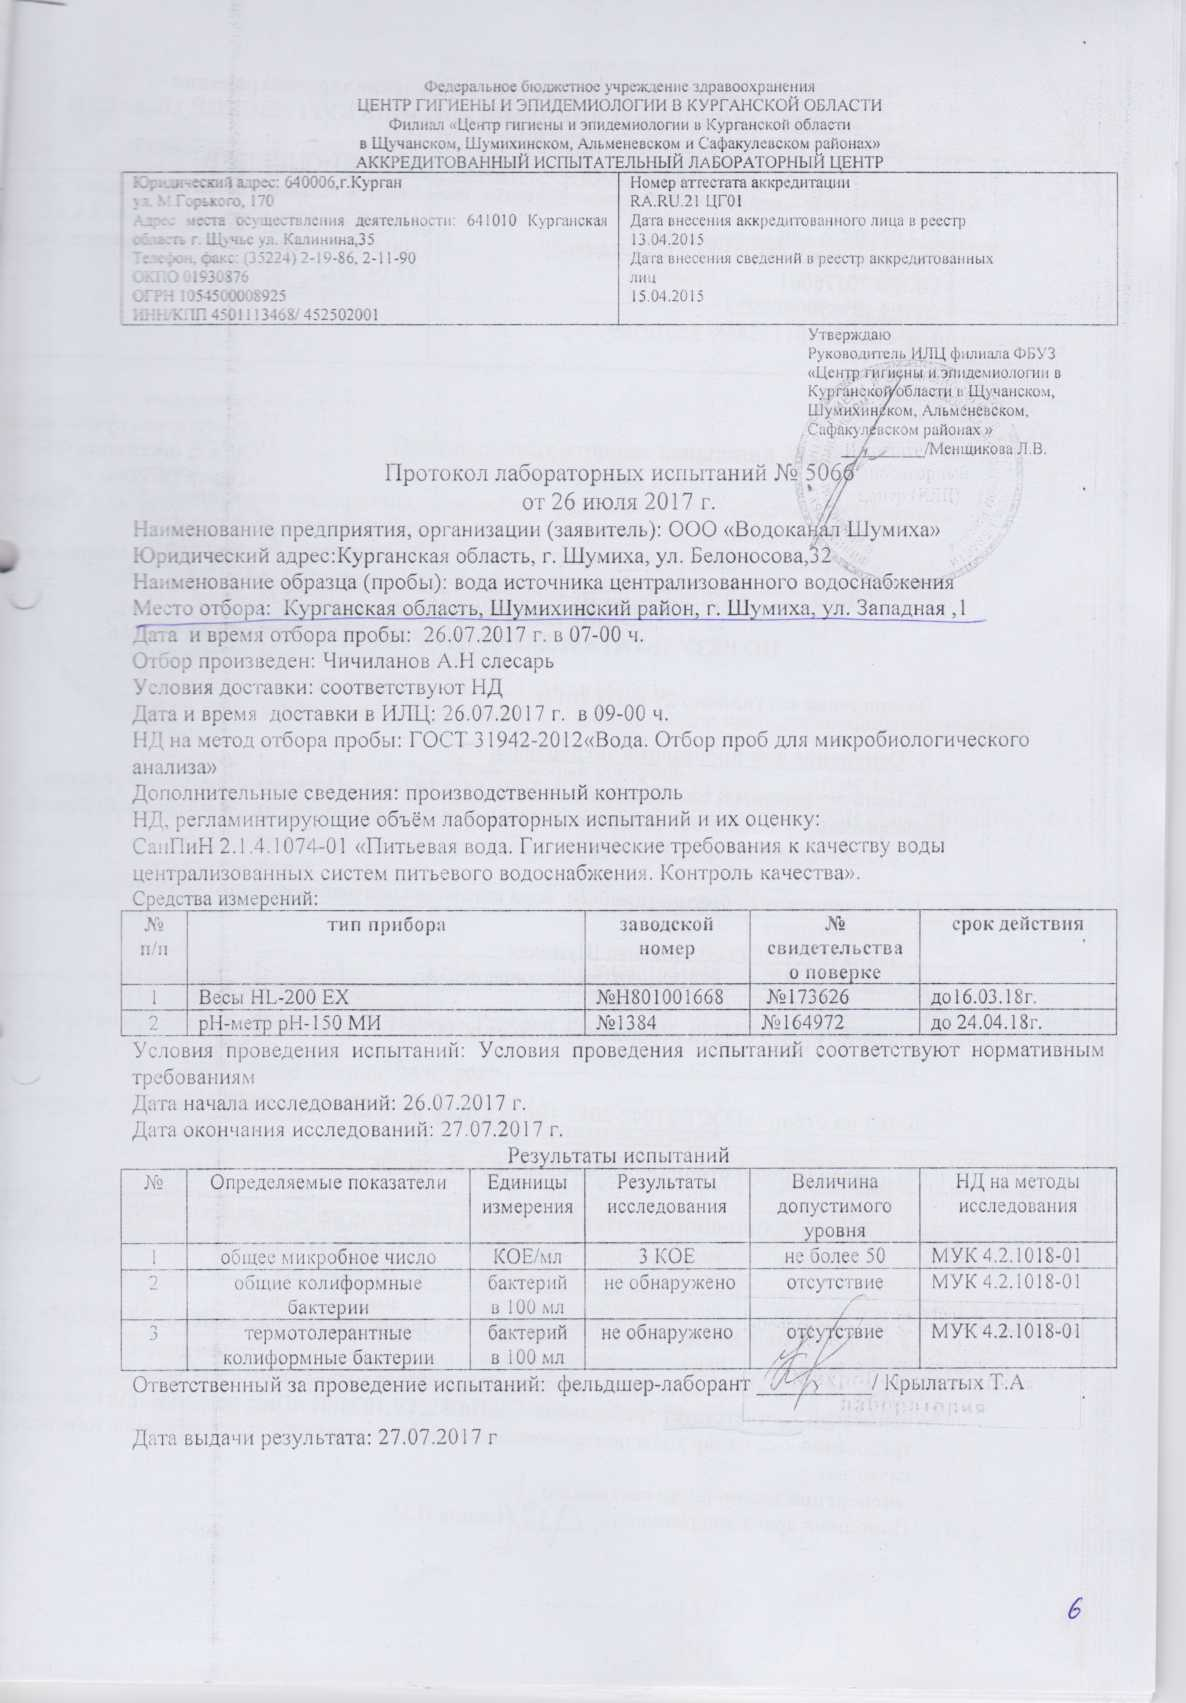 Федеральное бюджетное учреждение здравоохранения
ЦЕНТР ГИГИЕНЫ И ЭПИДЕМИОЛОГИИ В КУРГАНСКОЙ ОБЛАСТИ
Филиал «Центр гигиены и эпидемиологии в Курганской области
в Щучанском, Шумихинском, Альменевском и Сафакулевском районах»
АККРЕДИТОВАННЫЙ ИСПЫТАТЕЛЬНЫЙ ЛАБОРАТОРНЫЙ ЦЕНТР
Юридический адрес: 640006,г.Курган
ул. М.Горького, 170
Адрес места осуществления деятельности: 641010 Курганская
область г. Щучье ул. Калинина,35
Телефон, факс: (35224) 2-19-86, 2-11-90
ОКПО 01930876
ОГРН 1054500008925
ИНН/КПП 4501113468/ 452502001
Номер аттестата аккредитации
RA.RU.21 ЦГ01
Дата внесения аккредитованного лица в реестр
13.04.2015
Дата внесения сведений в реестр аккредитованных
лиц
15.04.2015
Утверждаю
Руководитель ИЛЦ филиала ФБУЗ
«Центр гигиены и эпидемиологии в
Курганской области в Щучанском,
Шумихинском, Альменевском,
Сафакулевском районах »
/Менщикова Л.В.
Протокол лабораторных испытаний № 5066
от 26 июля 2017 г.
Наименование предприятия, организации (заявитель): ООО «Водоканал Шумиха»
Юридический адрес:Курганская область, г. Шумиха, ул. Белоносова,32
Наименование образца (пробы): вода источника централизованного водоснабжения
Место отбора: Курганская область, Шумихинский район, г. Шумиха, ул. Западная ,1
Дата и время отбора пробы: 26.07.2017 г. в 07-00 ч.
Отбор произведен: Чичиланов А.Н слесарь
Условия доставки: соответствуют НД
Дата и время доставки в ИЛЦ: 26.07.2017 г. в 09-00 ч.
НД на метод отбора пробы: ГОСТ 31942-2012«Вода. Отбор проб для микробиологического
анализа»
Дополнительные сведения: производственный контроль
НД, регламинтирующие объём лабораторных испытаний и их оценку:
СанПиН 2.1.4.1074-01 «Питьевая вода. Гигиенические требования к качеству воды
централизованных систем питьевого водоснабжения. Контроль качества».
Средства измерений:
№ п/п тип прибора заводской номер № свидетельства о поверке срок действия
1 Весы HL-200 EX №H801001668 №173626 до16.03.18г.
2 pH-метр pH-150 МИ №1384 №164972 до 24.04.18г.
Условия проведения испытаний: Условия проведения испытаний соответствуют нормативным
требованиям
Дата начала исследований: 26.07.2017 г.
Дата окончания исследований: 27.07.2017 г.
Результаты испытаний
№ Определяемые показатели Единицы измерения Результаты исследования Величина допустимого уровня НД на методы исследования
1 общее микробное число КОЕ/мл 3 КОЕ не более 50 МУК 4.2.1018-01
2 общие колиформные бактерии бактерий в 100 мл не обнаружено отсутствие МУК 4.2.1018-01
3 термотолерантные колиформные бактерии бактерий в 100 мл не обнаружено отсутствие МУК 4.2.1018-01
Ответственный за проведение испытаний: фельдшер-лаборант / Крылатых Т.А
лаборатория
Дата выдачи результата: 27.07.2017 г
6